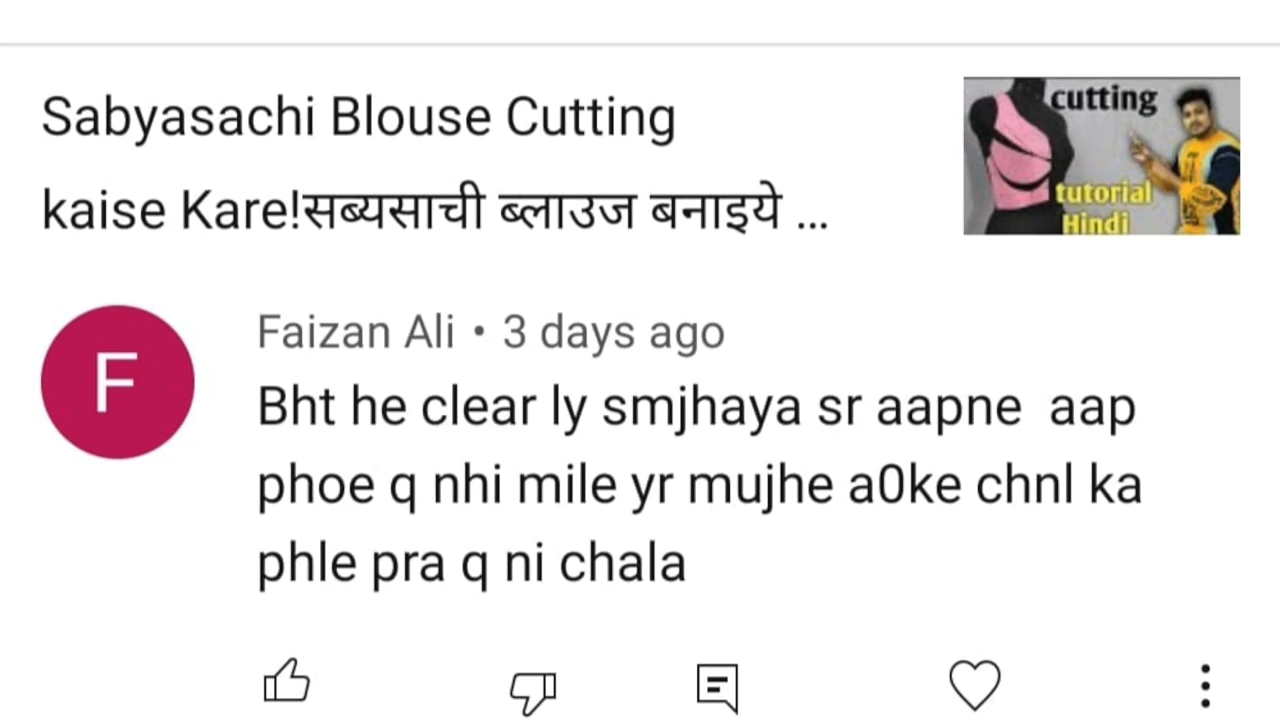 Sabyasachi Blouse Cutting
kaise Kare!सब्यसाची ब्लाउज बनाइये ...
cutting
tutorial
Hindi
F
Faizan Ali • 3 days ago
Bht he clear ly smjhaya sr aapne  aap
phoe q nhi mile yr mujhe a0ke chnl ka
phle pra q ni chala